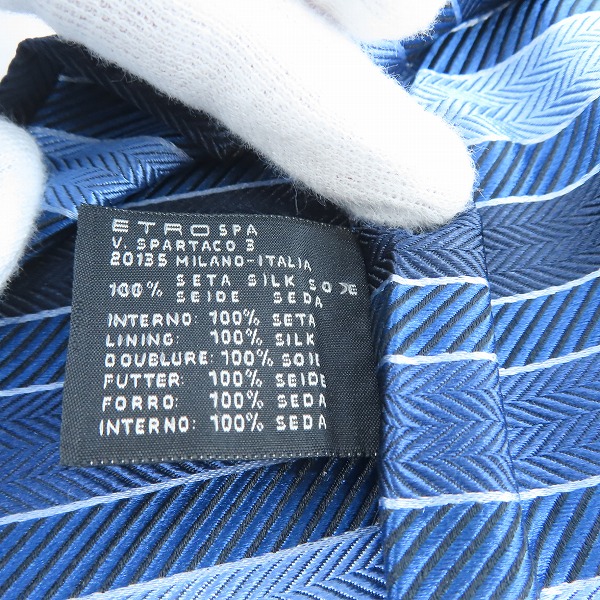 ETRO SPA
V. SPARTACO 3
20135 MILANO-ITALIA
100% SETA SILK SOIE
SEIDE SEDA
INTERNO: 100% SETA
LINING: 100% SILK
DOUBLURE: 100% SOIE
FUTTER: 100% SEIDE
FORRO: 100% SEDA
INTERNO: 100% SEDA